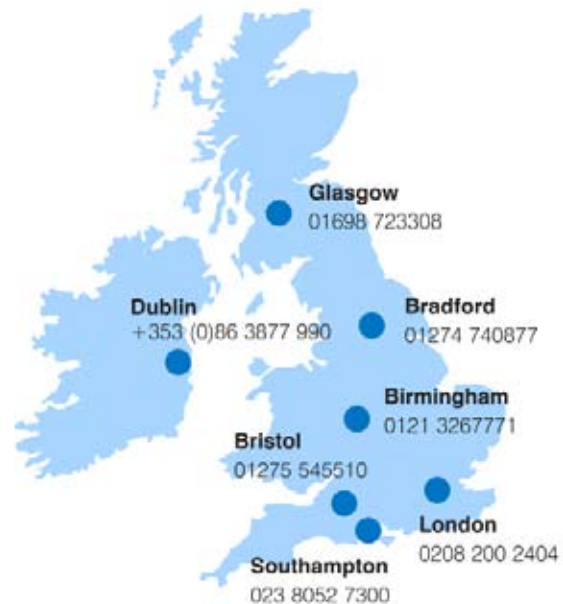 Glasgow
01698 723308
Dublin
+353 (0)86 3877 990
Bradford
01274 740877
Birmingham
0121 3267771
Bristol
01275 545510
London
0208 200 2404
Southampton
023 8052 7300